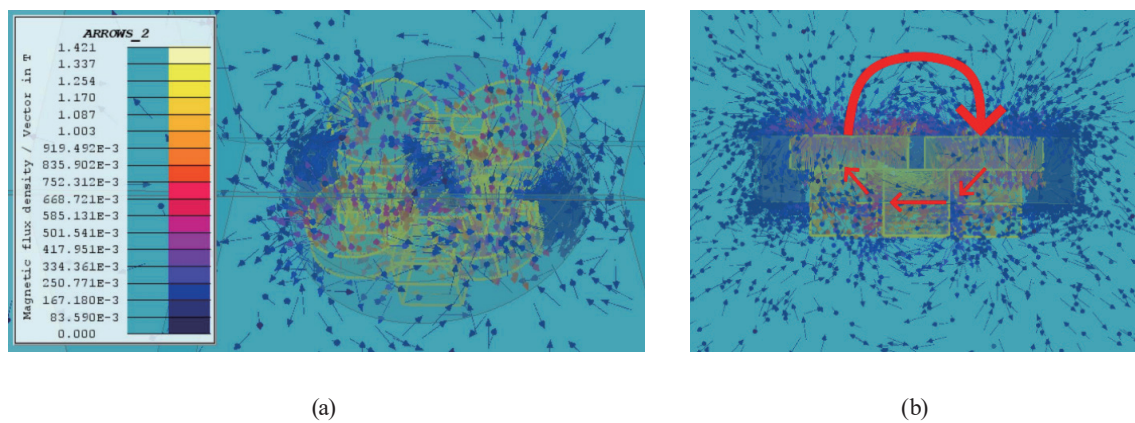 ARROWS_2
Magnetic flux density / Vector in T
1.421
1.337
1.254
1.170
1.087
1.003
919.492E-3
835.902E-3
752.312E-3
668.721E-3
585.131E-3
501.541E-3
417.951E-3
334.361E-3
250.771E-3
167.180E-3
83.590E-3
0.000
(a)
(b)